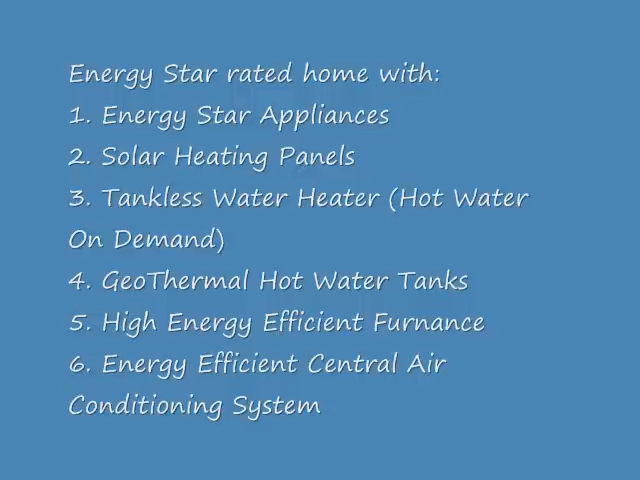 Energy Star rated home with:
1. Energy Star Appliances
2. Solar Heating Panels
3. Tankless Water Heater (Hot Water
On Demand)
4. GeoThermal Hot Water Tanks
5. High Energy Efficient Furnance
6. Energy Efficient Central Air
Conditioning System